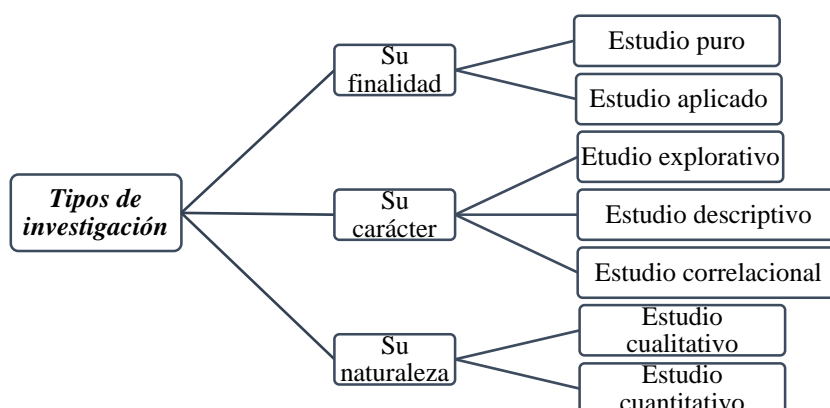 Tipos de
investigación
Su
finalidad
Estudio puro
Estudio aplicado
Su
carácter
Etudio explorativo
Estudio descriptivo
Estudio correlacional
Su
naturaleza
Estudio
cualitativo
Estudio
cuantitativo